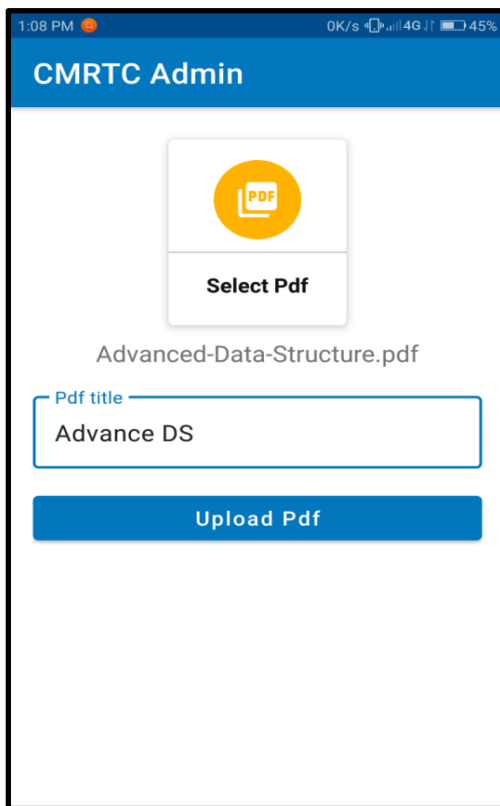 1:08 PM 0K/s 4G 45%
CMRTC Admin
PDF
Select Pdf
Advanced-Data-Structure.pdf
Pdf title
Advance DS
Upload Pdf